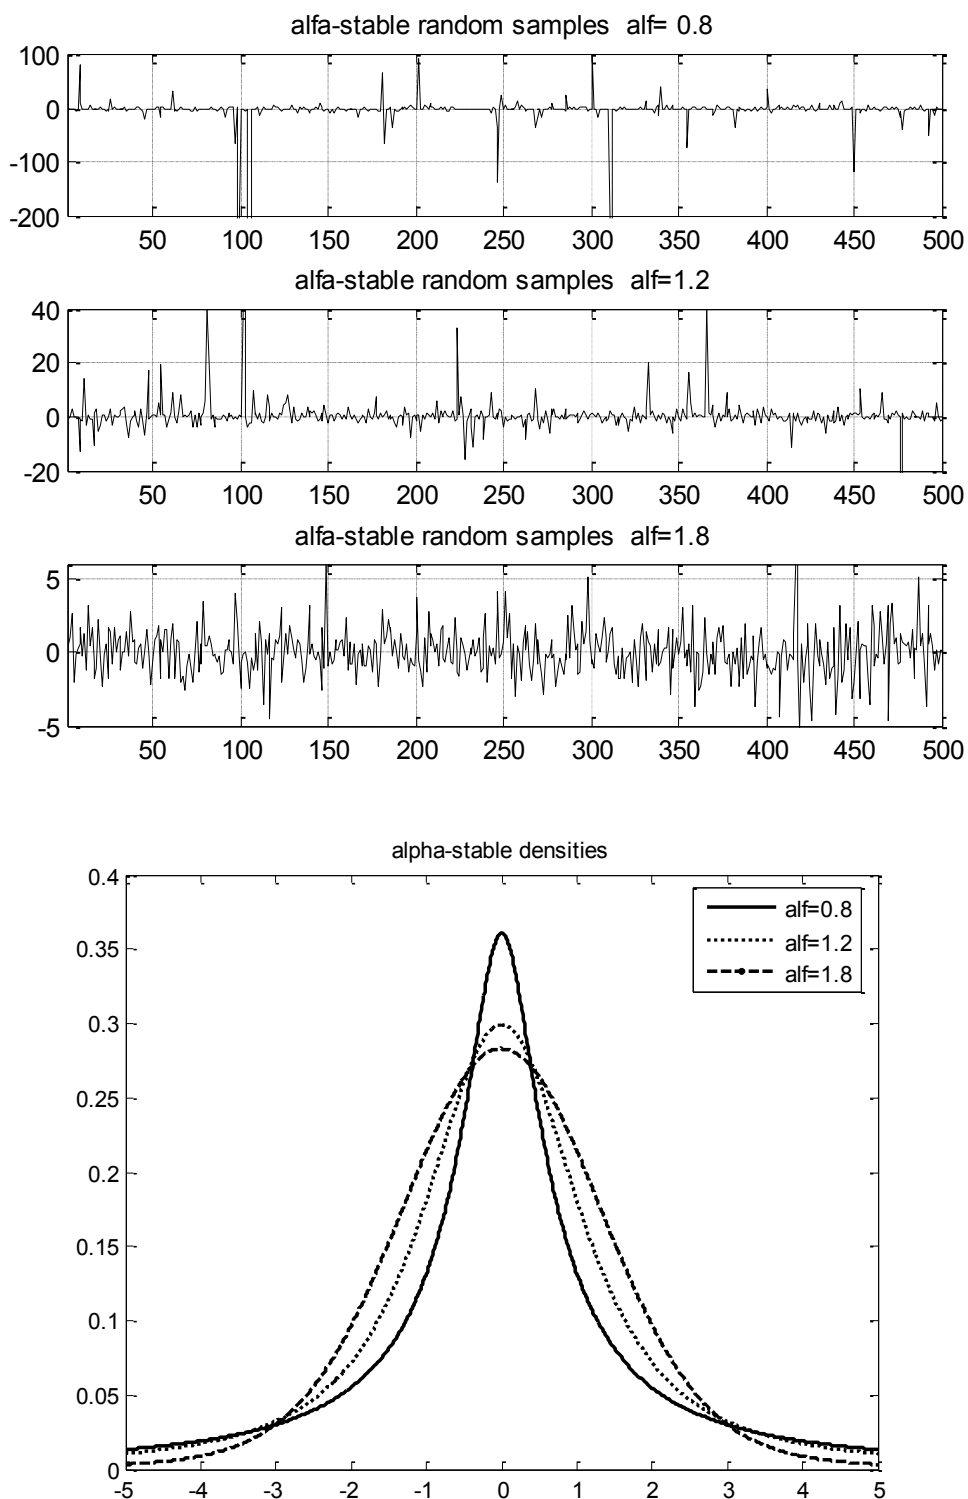 alfa-stable random samples  alf= 0.8
100
0
-100
-200
50 100 150 200 250 300 350 400 450 500
alfa-stable random samples  alf=1.2
40
20
0
-20
50 100 150 200 250 300 350 400 450 500
alfa-stable random samples  alf=1.8
5
0
-5
50 100 150 200 250 300 350 400 450 500
alpha-stable densities
0.4
alf=0.8
alf=1.2
alf=1.8
0.35
0.3
0.25
0.2
0.15
0.1
0.05
0
-5 -4 -3 -2 -1 0 1 2 3 4 5